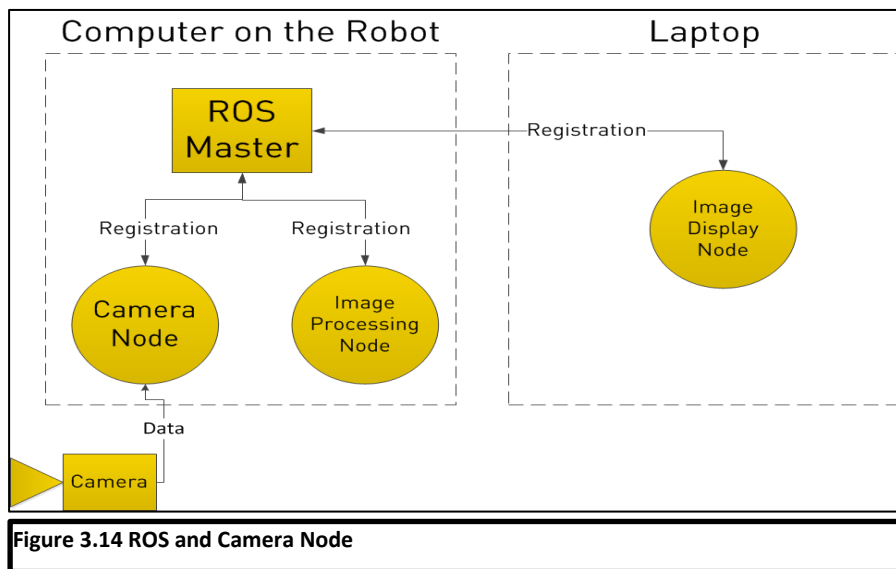 Computer on the Robot
Laptop
ROS
Master
Registration
Registration
Registration
Image
Display
Node
Camera
Node
Image
Processing
Node
Data
Camera
Figure 3.14 ROS and Camera Node